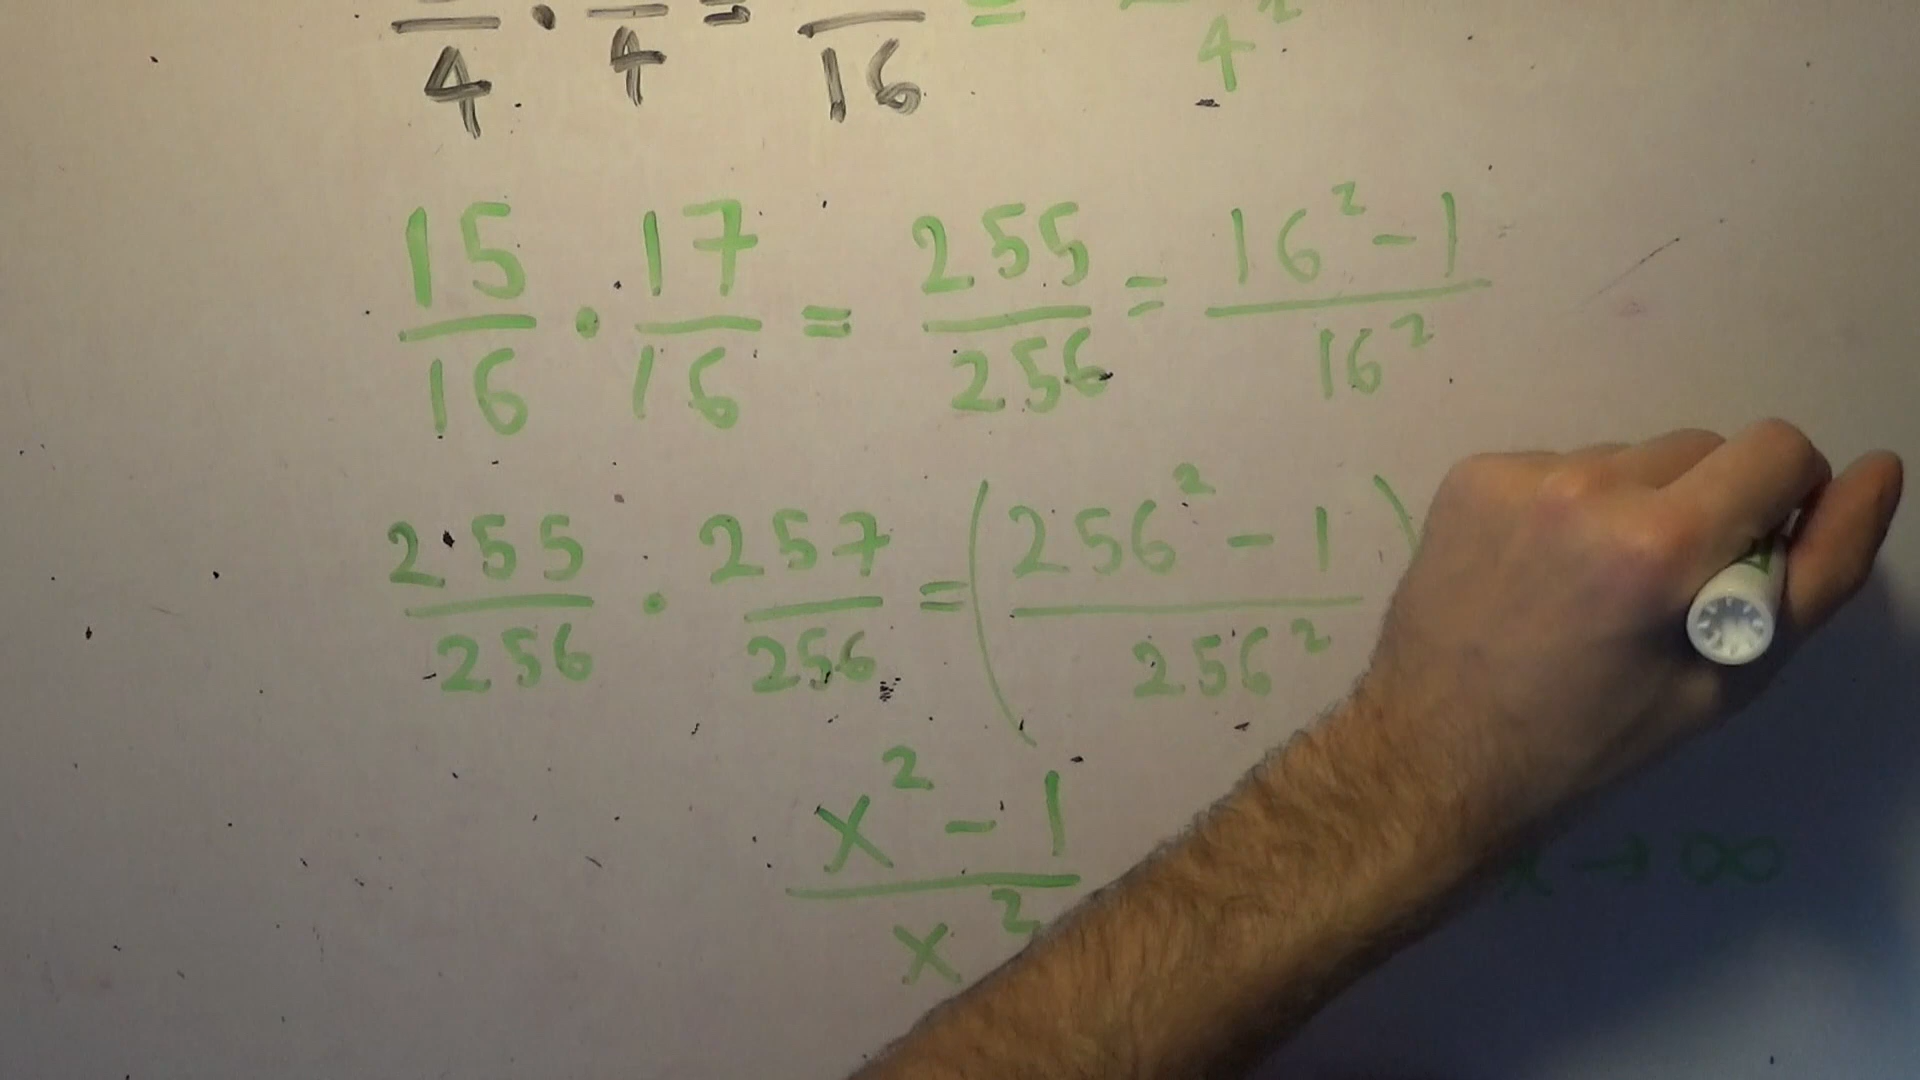 —/4 · —/4 = —/16 = 4²
15/16 · 17/16 = 255/256 = 16² - 1/16²
255/256 · 257/256 = (256² - 1/256²)
x² - 1/x² x → ∞